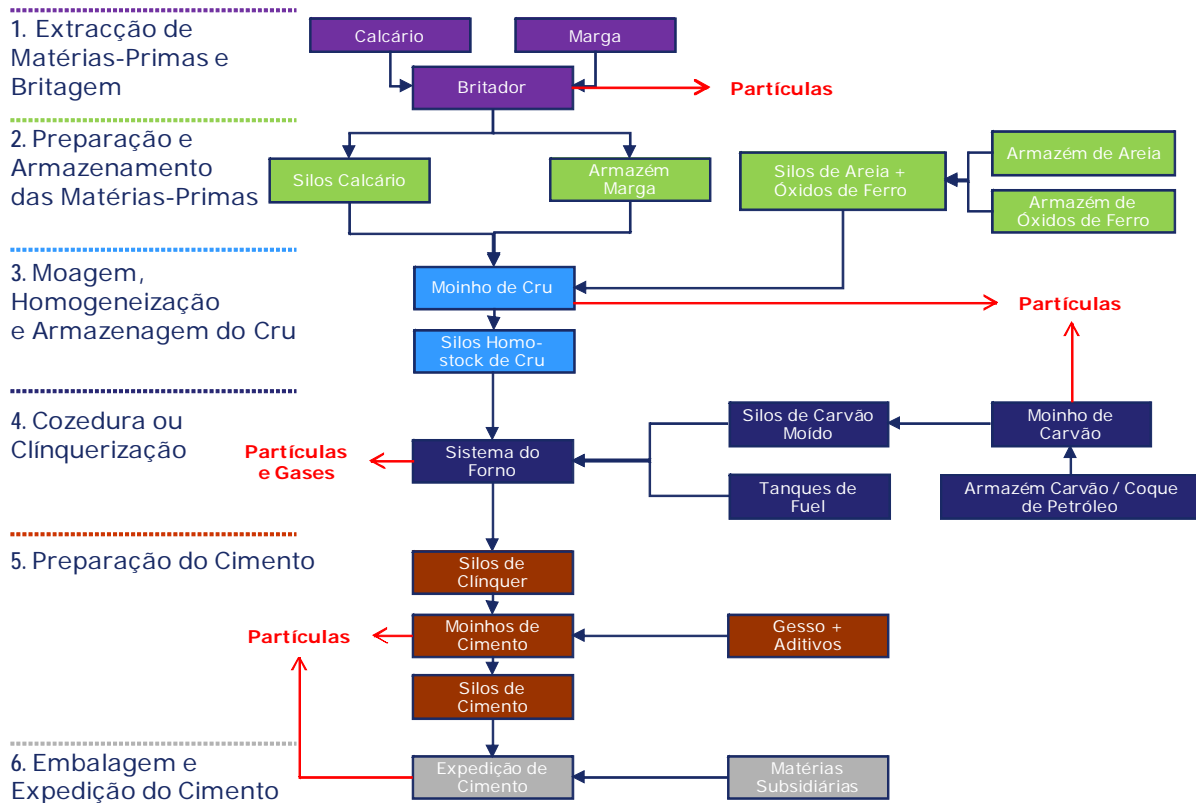 1. Extracção de
Matérias-Primas e
Britagem
Calcário
Marga
Britador
Partículas
2. Preparação e
Armazenamento
das Matérias-Primas
Silos Calcário
Armazém
Marga
Silos de Areia +
Óxidos de Ferro
Armazém de Areia
Armazém de
Óxidos de Ferro
3. Moagem,
Homogeneização
e Armazenagem do Cru
Moinho de Cru
Partículas
Silos Homo-
stock de Cru
4. Cozedura ou
Clínquerização
Partículas
e Gases
Sistema do
Forno
Silos de Carvão
Moído
Moinho de
Carvão
Tanques de
Fuel
Armazém Carvão / Coque
de Petróleo
5. Preparação do Cimento
Silos de
Clínquer
Partículas
Moinhos de
Cimento
Gesso +
Aditivos
Silos de
Cimento
6. Embalagem e
Expedição do Cimento
Expedição de
Cimento
Matérias
Subsidiárias